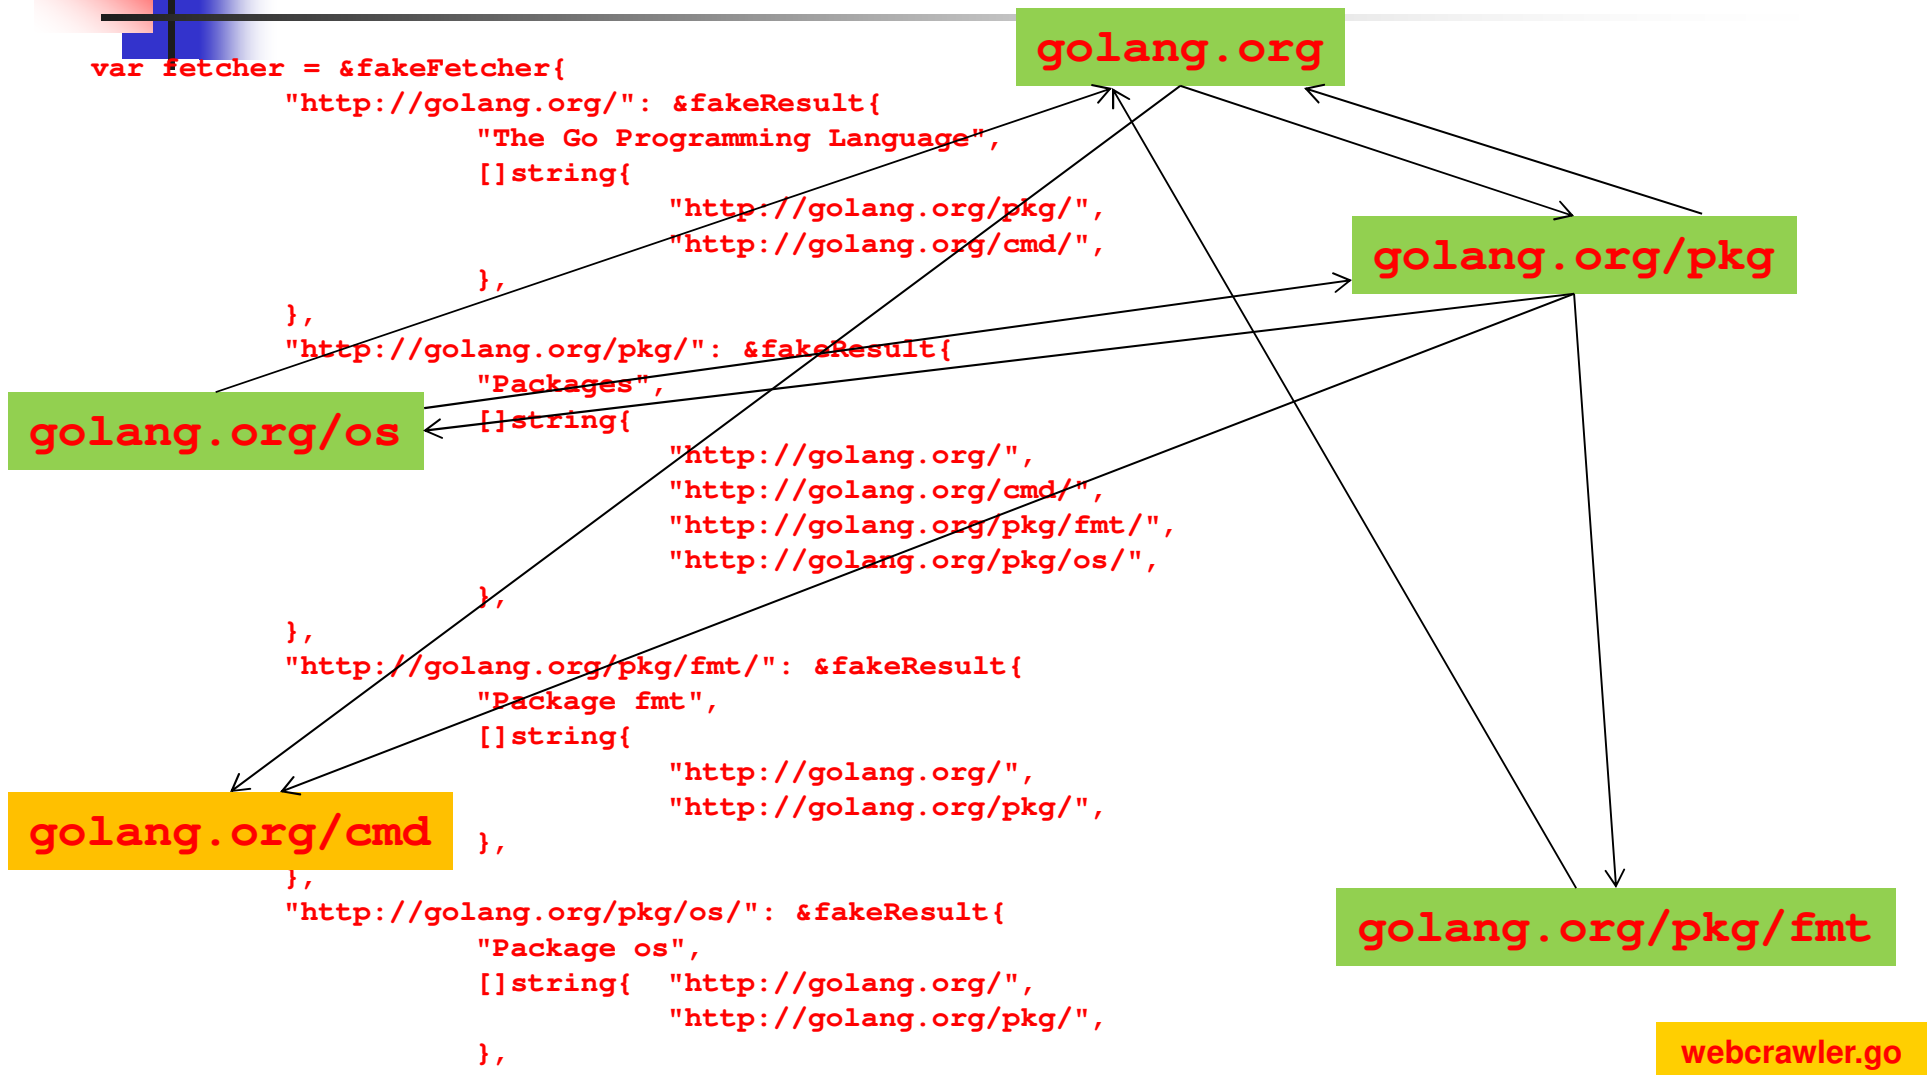 golang.org
var fetcher = &fakeFetcher{
"http://golang.org/": &fakeResult{
"The Go Programming Language",
[]string{
"http://golang.org/pkg/",
"http://golang.org/cmd/",
golang.org/pkg
},
},
"http://golang.org/pkg/": &fakeResult{
"Packages",
[]string{
golang.org/os
"http://golang.org/",
"http://golang.org/cmd/",
"http://golang.org/pkg/fmt/",
"http://golang.org/pkg/os/",
},
},
"http://golang.org/pkg/fmt/": &fakeResult{
"Package fmt",
[]string{
"http://golang.org/",
"http://golang.org/pkg/",
golang.org/cmd
},
},
"http://golang.org/pkg/os/": &fakeResult{
golang.org/pkg/fmt
"Package os",
[]string{ "http://golang.org/",
"http://golang.org/pkg/",
},
webcrawler.go